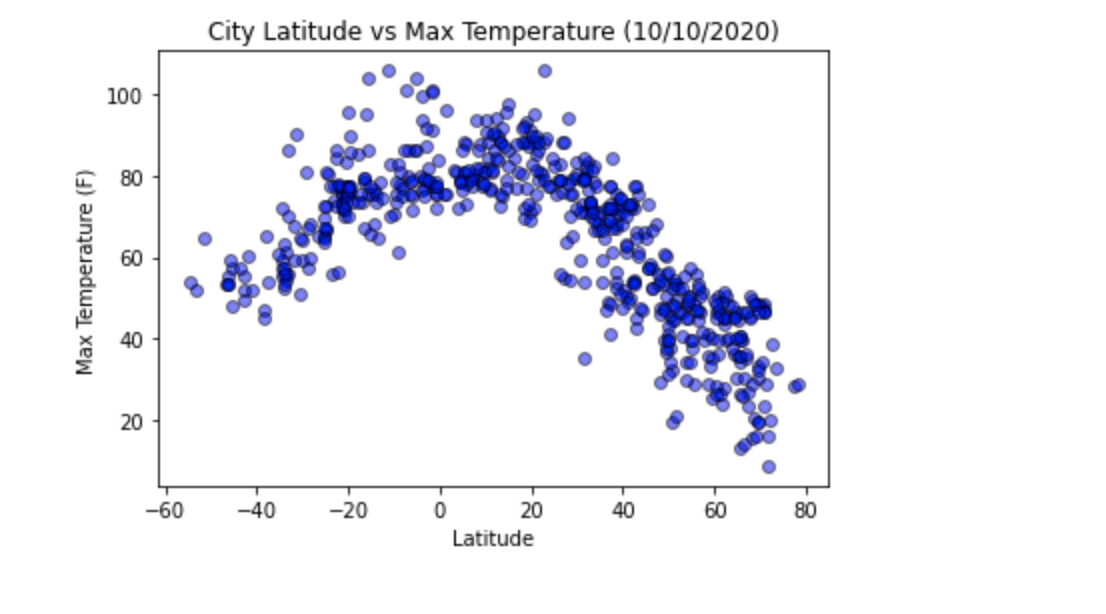 City Latitude vs Max Temperature (10/10/2020)
Max Temperature (F)
100
80
60
40
20
−60 −40 −20 0 20 40 60 80
Latitude